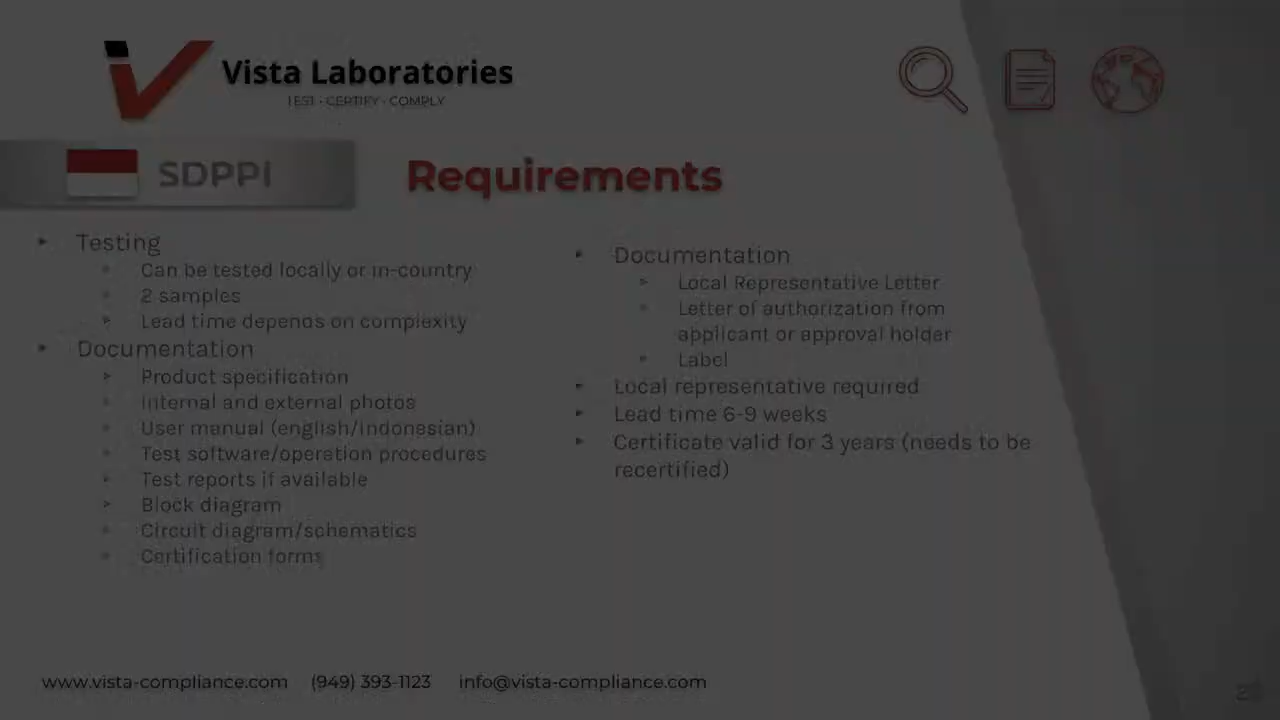 Vista Laboratories
TEST · CERTIFY · COMPLY
SDPPI
Requirements
Testing
Can be tested locally or in-country
2 samples
Lead time depends on complexity
Documentation
Product specification
Internal and external photos
User manual (english/Indonesian)
Test software/operation procedures
Test reports if available
Block diagram
Circuit diagram/schematics
Certification forms
Documentation
Local Representative Letter
Letter of authorization from
applicant or approval holder
Label
Local representative required
Lead time 6-9 weeks
Certificate valid for 3 years (needs to be
recertified)
www.vista-compliance.com (949) 393-1123 info@vista-compliance.com